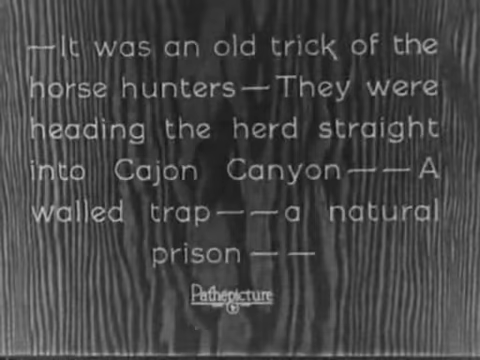 —It was an old trick of the
horse hunters—They were
heading the herd straight
into Cajon Canyon——A
walled trap——a natural
prison——
Pathépicture